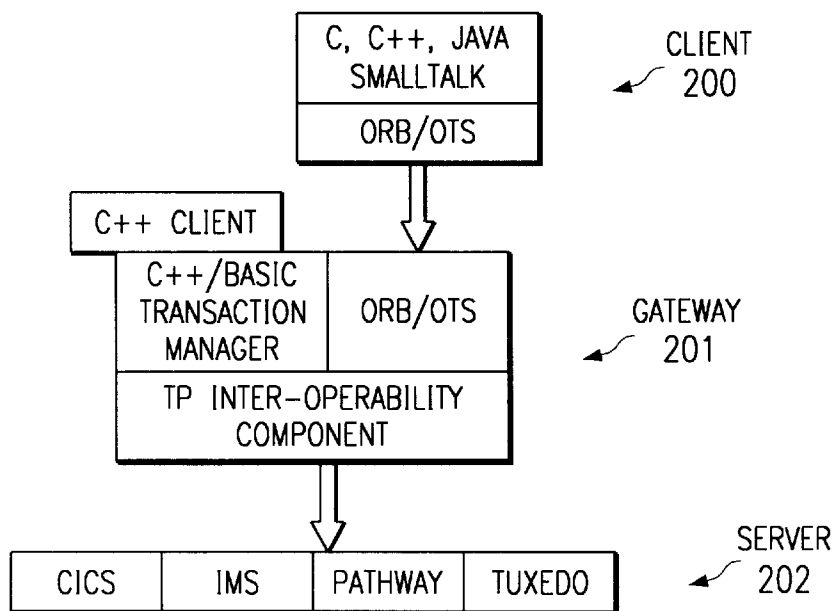 C, C++, JAVA
SMALLTALK
ORB/OTS
CLIENT
200
C++ CLIENT
C++/BASIC
TRANSACTION
MANAGER
ORB/OTS
TP INTER-OPERABILITY
COMPONENT
GATEWAY
201
CICS
IMS
PATHWAY
TUXEDO
SERVER
202